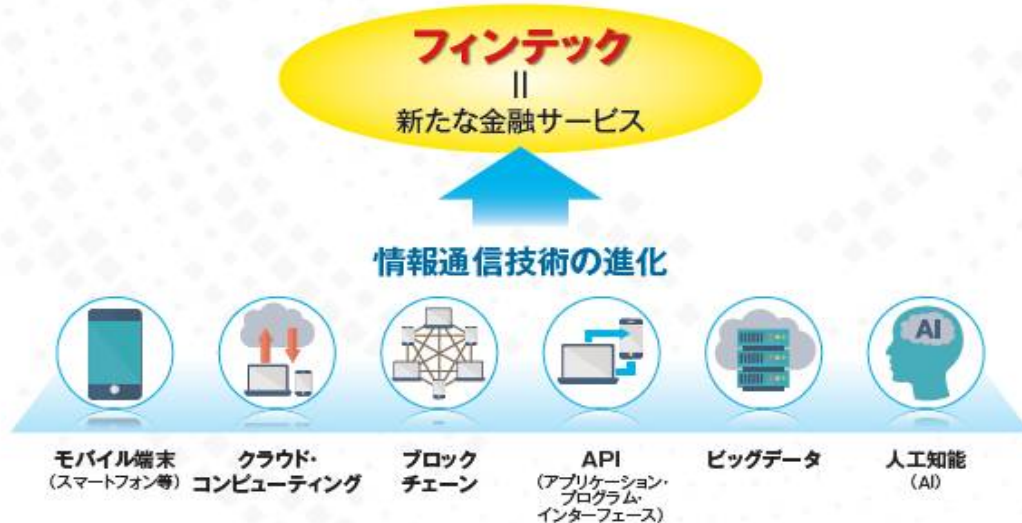 フィンテック
||
新たな金融サービス
情報通信技術の進化
AI
モバイル端末
(スマートフォン等)
クラウド・
コンピューティング
ブロック
チェーン
API
(アプリケーション・
プログラム・
インターフェース)
ビッグデータ
人工知能
(AI)